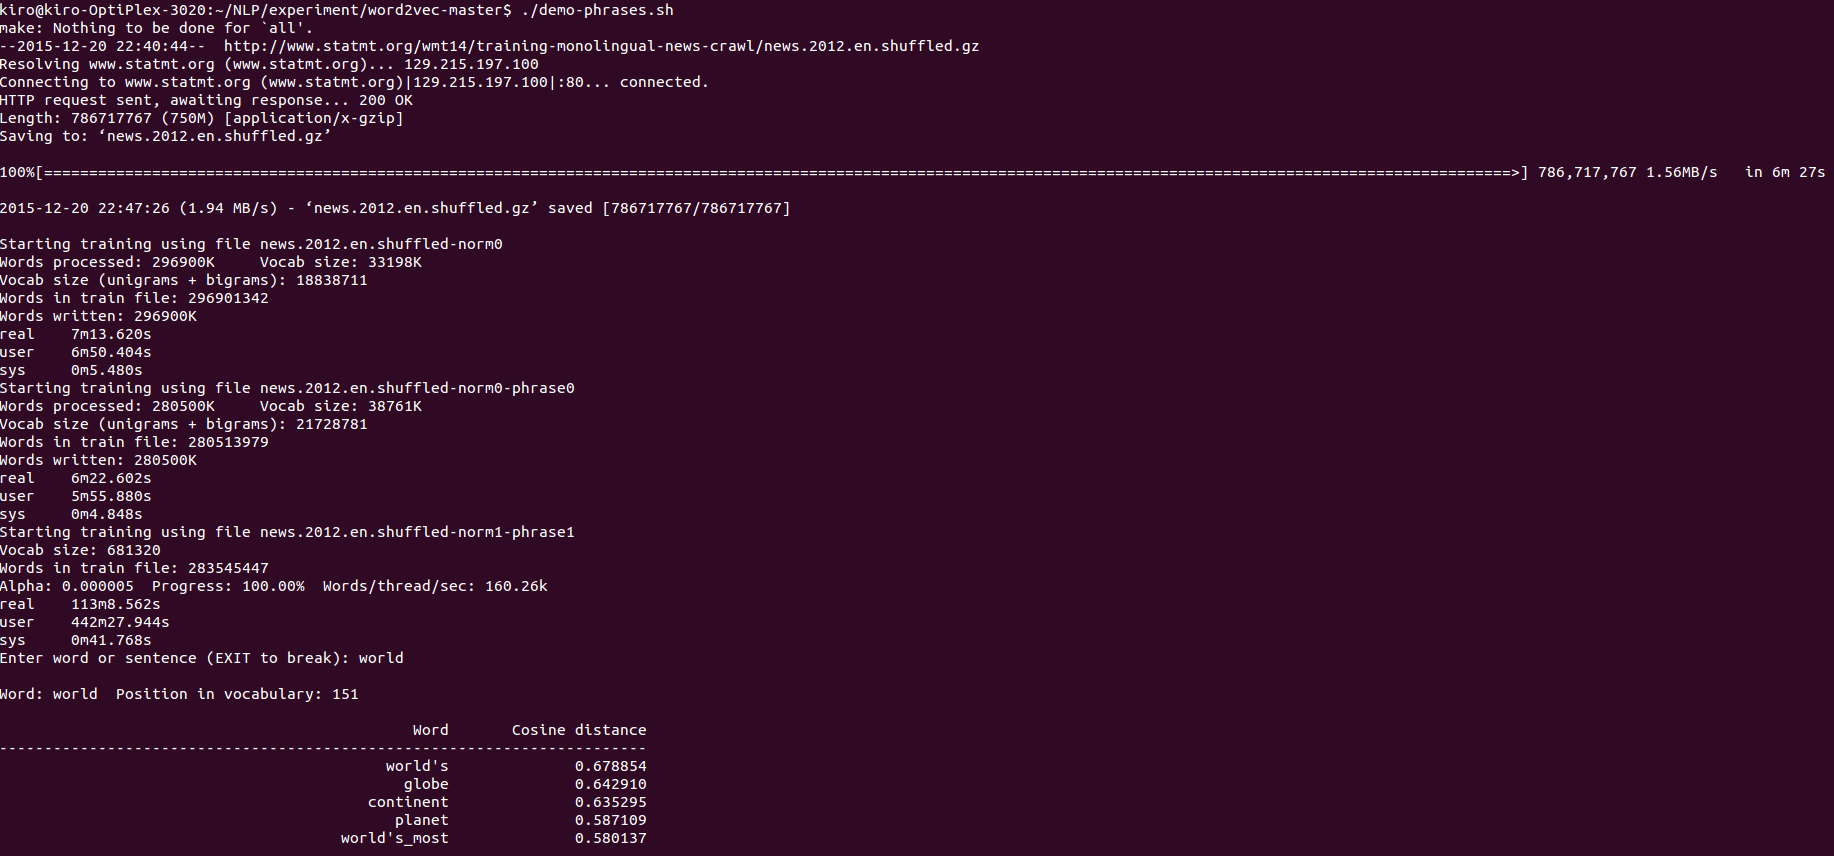 kiro@kiro-OptiPlex-3020:~/NLP/experiment/word2vec-master$ ./demo-phrases.sh
make: Nothing to be done for `all'.
--2015-12-20 22:40:44--  http://www.statmt.org/wmt14/training-monolingual-news-crawl/news.2012.en.shuffled.gz
Resolving www.statmt.org (www.statmt.org)... 129.215.197.100
Connecting to www.statmt.org (www.statmt.org)|129.215.197.100|:80... connected.
HTTP request sent, awaiting response... 200 OK
Length: 786717767 (750M) [application/x-gzip]
Saving to: ‘news.2012.en.shuffled.gz’
100%[===================================================================================================================================================================>] 786,717,767 1.56MB/s   in 6m 27s
2015-12-20 22:47:26 (1.94 MB/s) - ‘news.2012.en.shuffled.gz’ saved [786717767/786717767]
Starting training using file news.2012.en.shuffled-norm0
Words processed: 296900K     Vocab size: 33198K
Vocab size (unigrams + bigrams): 18838711
Words in train file: 296901342
Words written: 296900K
real    7m13.620s
user    6m50.404s
sys     0m5.480s
Starting training using file news.2012.en.shuffled-norm0-phrase0
Words processed: 280500K     Vocab size: 38761K
Vocab size (unigrams + bigrams): 21728781
Words in train file: 280513979
Words written: 280500K
real    6m22.602s
user    5m55.880s
sys     0m4.848s
Starting training using file news.2012.en.shuffled-norm1-phrase1
Vocab size: 681320
Words in train file: 283545447
Alpha: 0.000005  Progress: 100.00%  Words/thread/sec: 160.26k
real    113m8.562s
user    442m27.944s
sys     0m41.768s
Enter word or sentence (EXIT to break): world
Word: world  Position in vocabulary: 151
Word       Cosine distance
------------------------------------------------------------------------
world's              0.678854
globe              0.642910
continent              0.635295
planet              0.587109
world's_most              0.580137